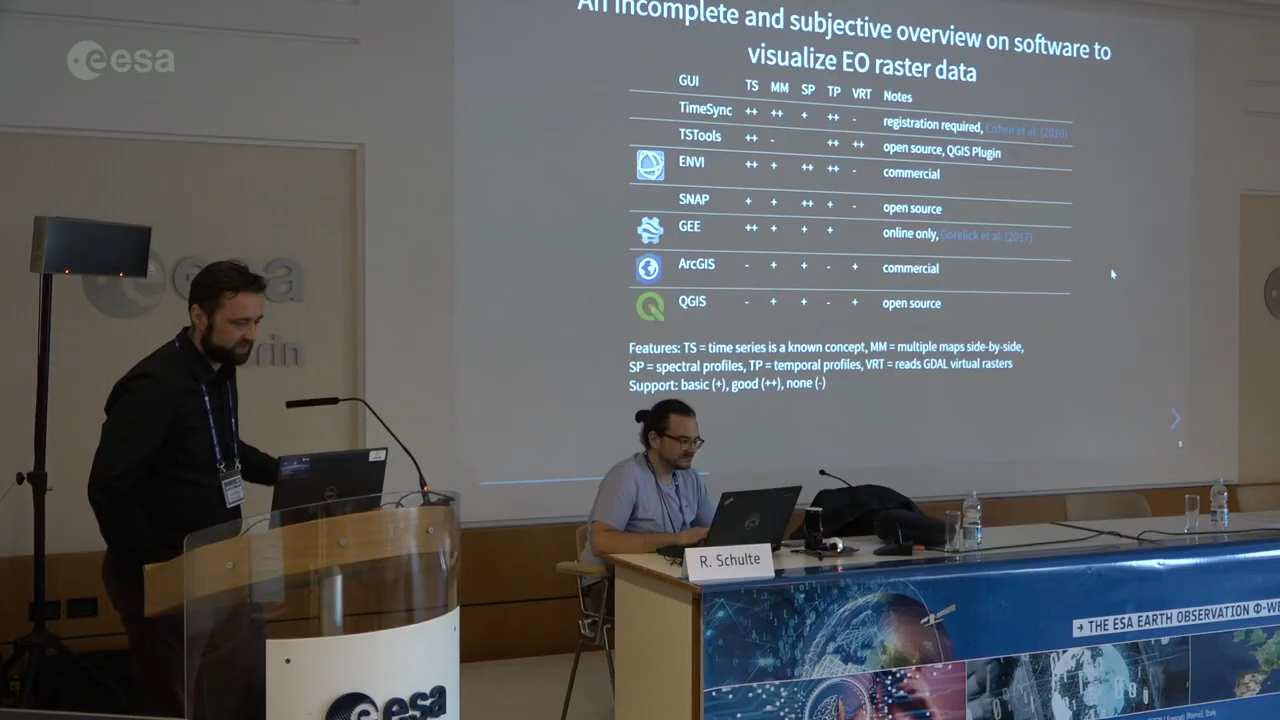 esa
An incomplete and subjective overview on software to
visualize EO raster data
GUI TS MM SP TP VRT Notes
TimeSync ++ ++ + ++ - registration required, Cohen et al. (2010)
TSTools ++ - ++ ++ open source, QGIS Plugin
ENVI ++ + ++ ++ - commercial
SNAP + + ++ + - open source
GEE ++ + + + online only, Gorelick et al. (2017)
ArcGIS - + + - + commercial
QGIS - + + - + open source
Features: TS = time series is a known concept, MM = multiple maps side-by-side,
SP = spectral profiles, TP = temporal profiles, VRT = reads GDAL virtual rasters
Support: basic (+), good (++), none (-)
5
esa
rin
R. Schulte
→ THE ESA EARTH OBSERVATION Φ-WE
esa